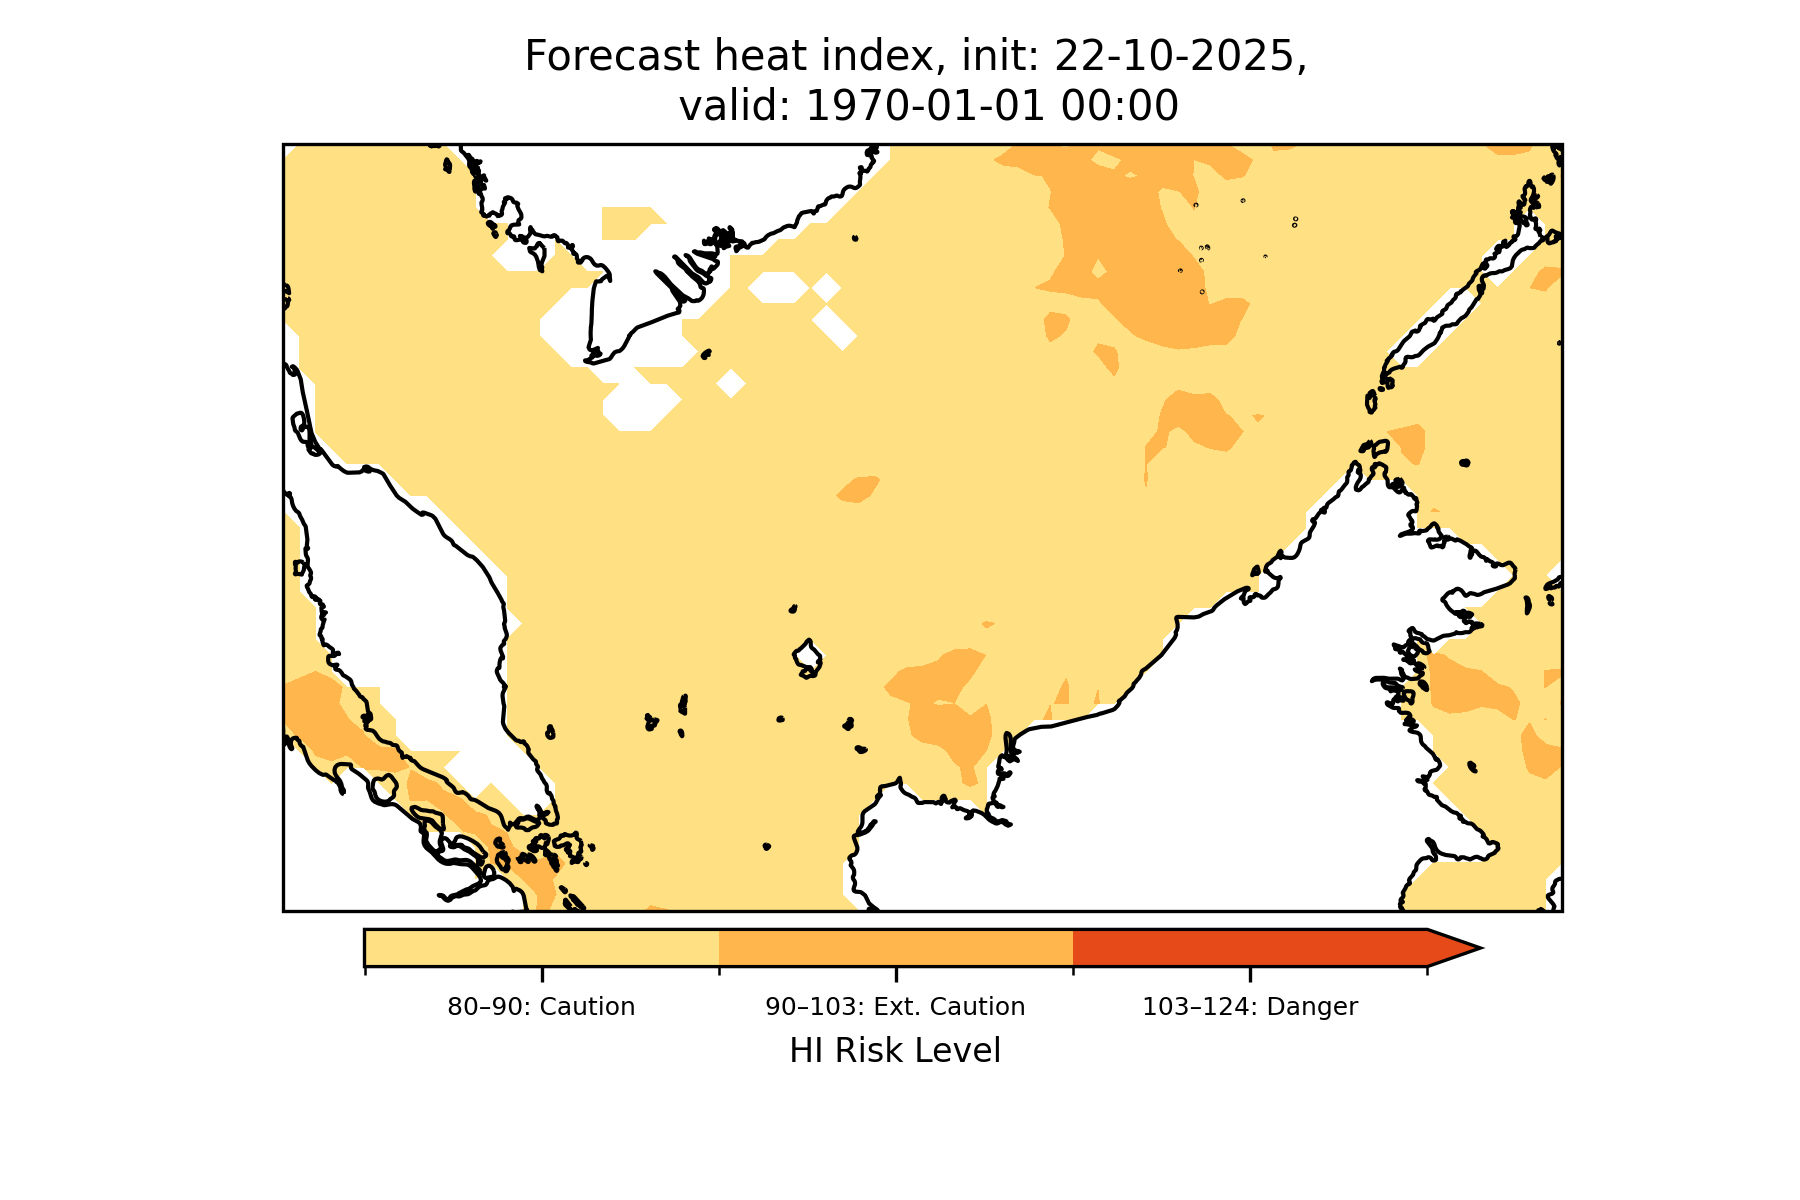 Forecast heat index, init: 22-10-2025,
valid: 1970-01-01 00:00
80–90: Caution
90–103: Ext. Caution
103–124: Danger
HI Risk Level